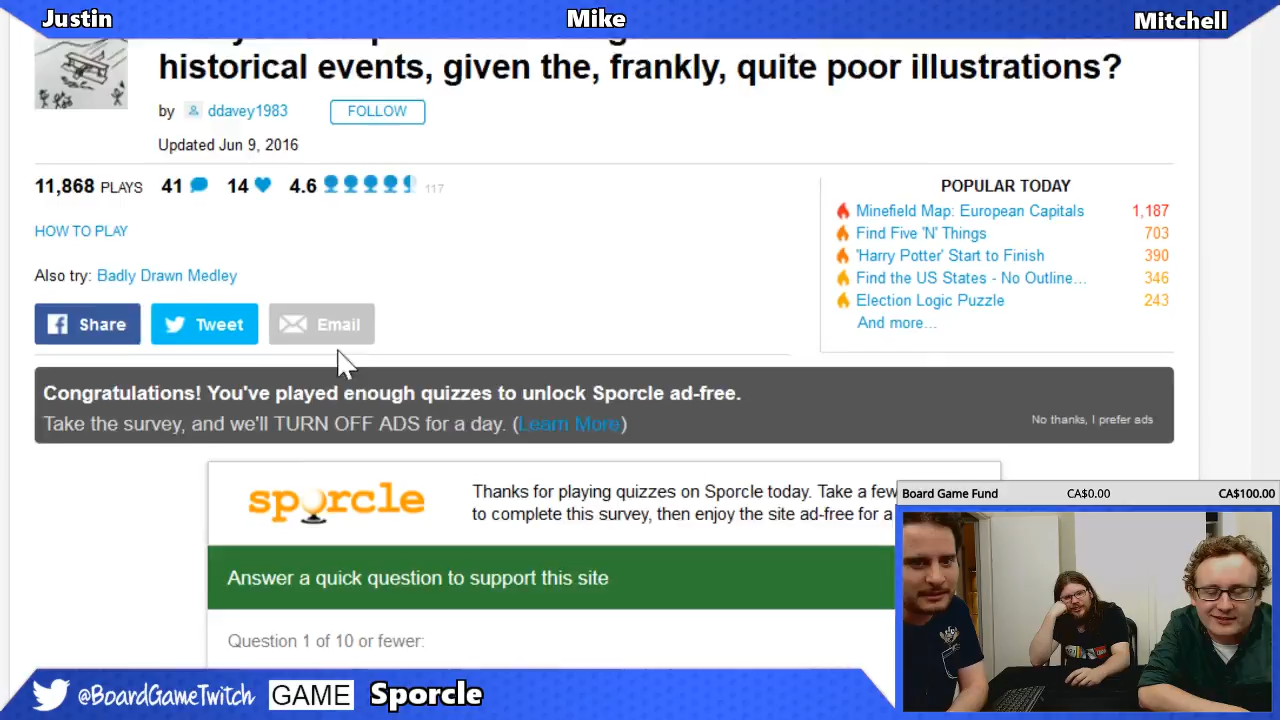 Justin
Mike
Mitchell
historical events, given the, frankly, quite poor illustrations?
by ddavey1983 FOLLOW
Updated Jun 9, 2016
11,868 PLAYS 41 14 4.6 117
HOW TO PLAY
Also try: Badly Drawn Medley
Share Tweet Email
POPULAR TODAY
Minefield Map: European Capitals 1,187
Find Five 'N' Things 703
'Harry Potter' Start to Finish 390
Find the US States - No Outline... 346
Election Logic Puzzle 243
And more...
Congratulations! You've played enough quizzes to unlock Sporcle ad-free.
Take the survey, and we'll TURN OFF ADS for a day. (Learn More)
No thanks, I prefer ads
sporcle
Thanks for playing quizzes on Sporcle today. Take a few
to complete this survey, then enjoy the site ad-free for a
Answer a quick question to support this site
Question 1 of 10 or fewer:
Board Game Fund CA$0.00 CA$100.00
@BoardGameTwitch GAME Sporcle